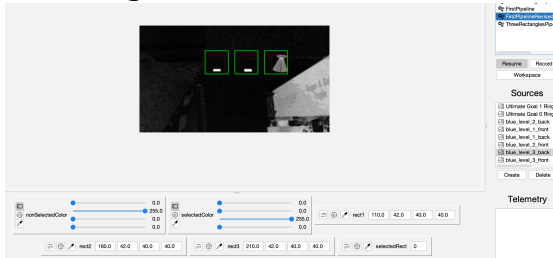 FirstPipeline
FirstPipelineRevised
ThreeRectanglesPip
Resume Record
Workspace
Sources
Ultimate Goal 1 Ring
Ultimate Goal 0 Ring
blue_level_2_back
blue_level_1_front
blue_level_1_back
blue_level_2_front
blue_level_3_back
blue_level_3_front
Create Delete
Telemetry
nonSelectedColor
0.0
255.0
0.0
0.0
selectedColor
0.0
0.0
255.0
0.0
rect1 110.0 42.0 40.0 40.0
rect2 160.0 42.0 40.0 40.0
rect3 210.0 42.0 40.0 40.0
selectedRect 0